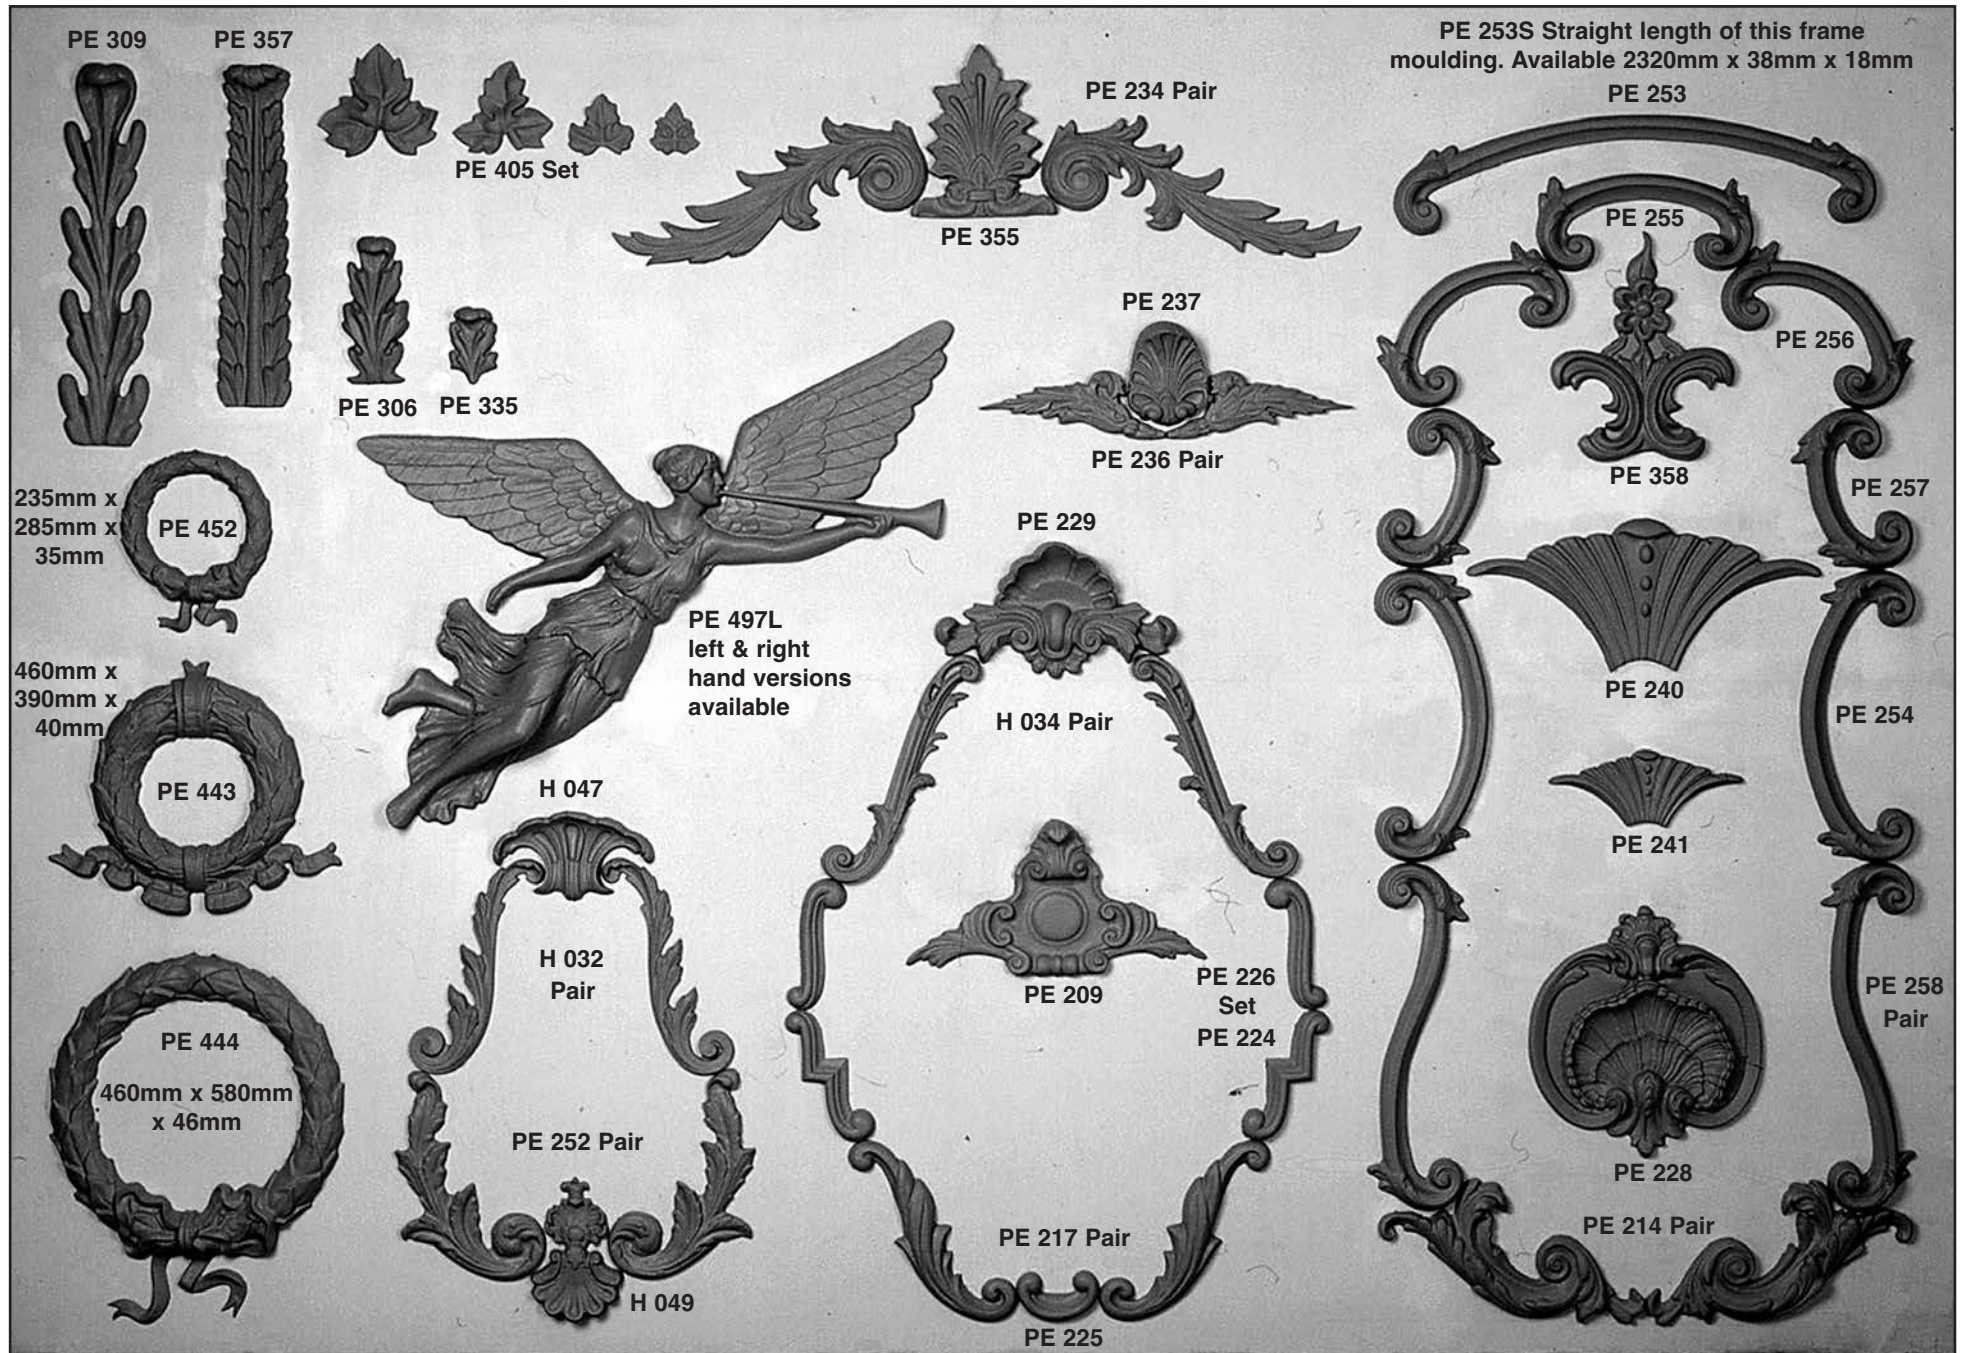 PE 309
PE 357
PE 405 Set
PE 234 Pair
PE 355
PE 253S Straight length of this frame
moulding. Available 2320mm x 38mm x 18mm
PE 253
PE 255
PE 256
PE 306
PE 335
PE 237
PE 236 Pair
PE 358
PE 257
235mm x
285mm x
35mm
PE 452
PE 229
PE 497L
left & right
hand versions
available
460mm x
390mm x
40mm
PE 443
H 034 Pair
PE 240
PE 254
H 047
PE 241
H 032
Pair
PE 209
PE 226
Set
PE 224
PE 258
Pair
PE 444
460mm x 580mm
x 46mm
PE 252 Pair
PE 228
PE 217 Pair
PE 214 Pair
H 049
PE 225